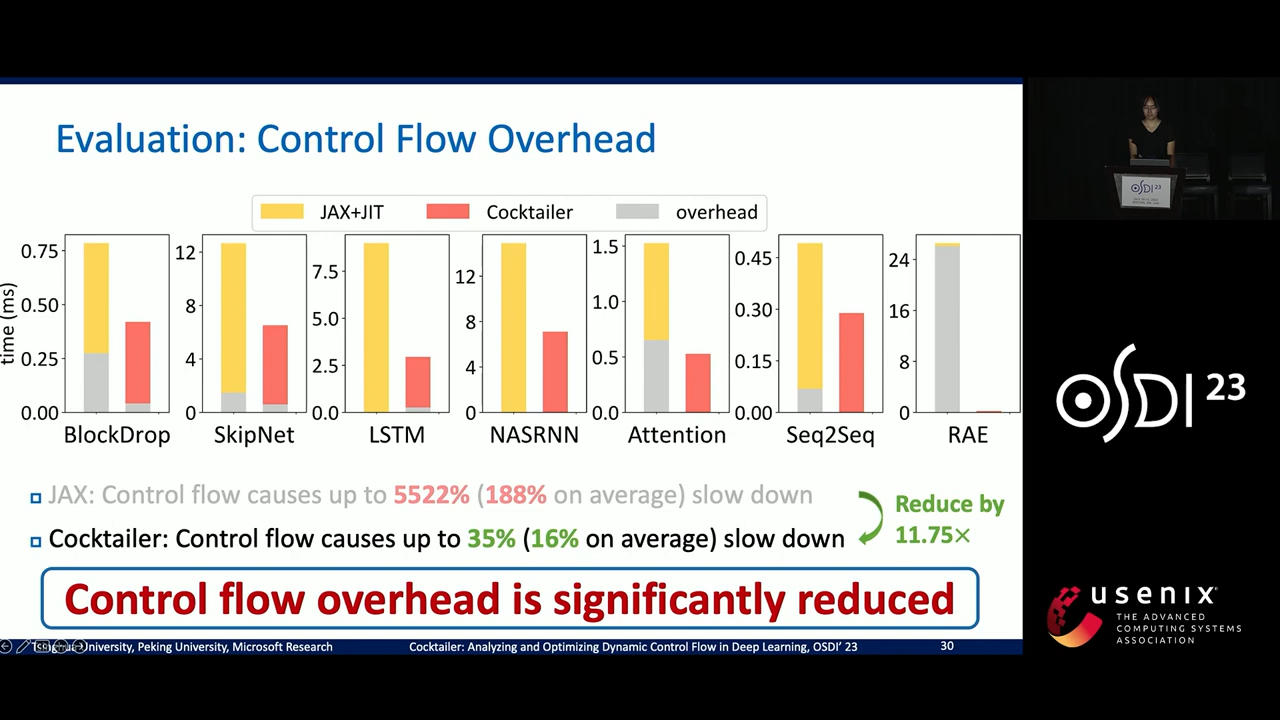 Evaluation: Control Flow Overhead
JAX+JIT Cocktailer overhead
time (ms)
0.75
0.50
0.25
0.00
BlockDrop
12
8
4
0
SkipNet
7.5
5.0
2.5
0.0
LSTM
12
8
4
0
NASRNN
1.5
1.0
0.5
0.0
Attention
0.45
0.30
0.15
0.00
Seq2Seq
24
16
8
0
RAE
JAX: Control flow causes up to 5522% (188% on average) slow down
Cocktailer: Control flow causes up to 35% (16% on average) slow down
Reduce by
11.75×
Control flow overhead is significantly reduced
University, Peking University, Microsoft Research
Cocktailer: Analyzing and Optimizing Dynamic Control Flow in Deep Learning, OSDI' 23
30
OSDI 23
OSDI 23
usenix
THE ADVANCED
COMPUTING SYSTEMS
ASSOCIATION